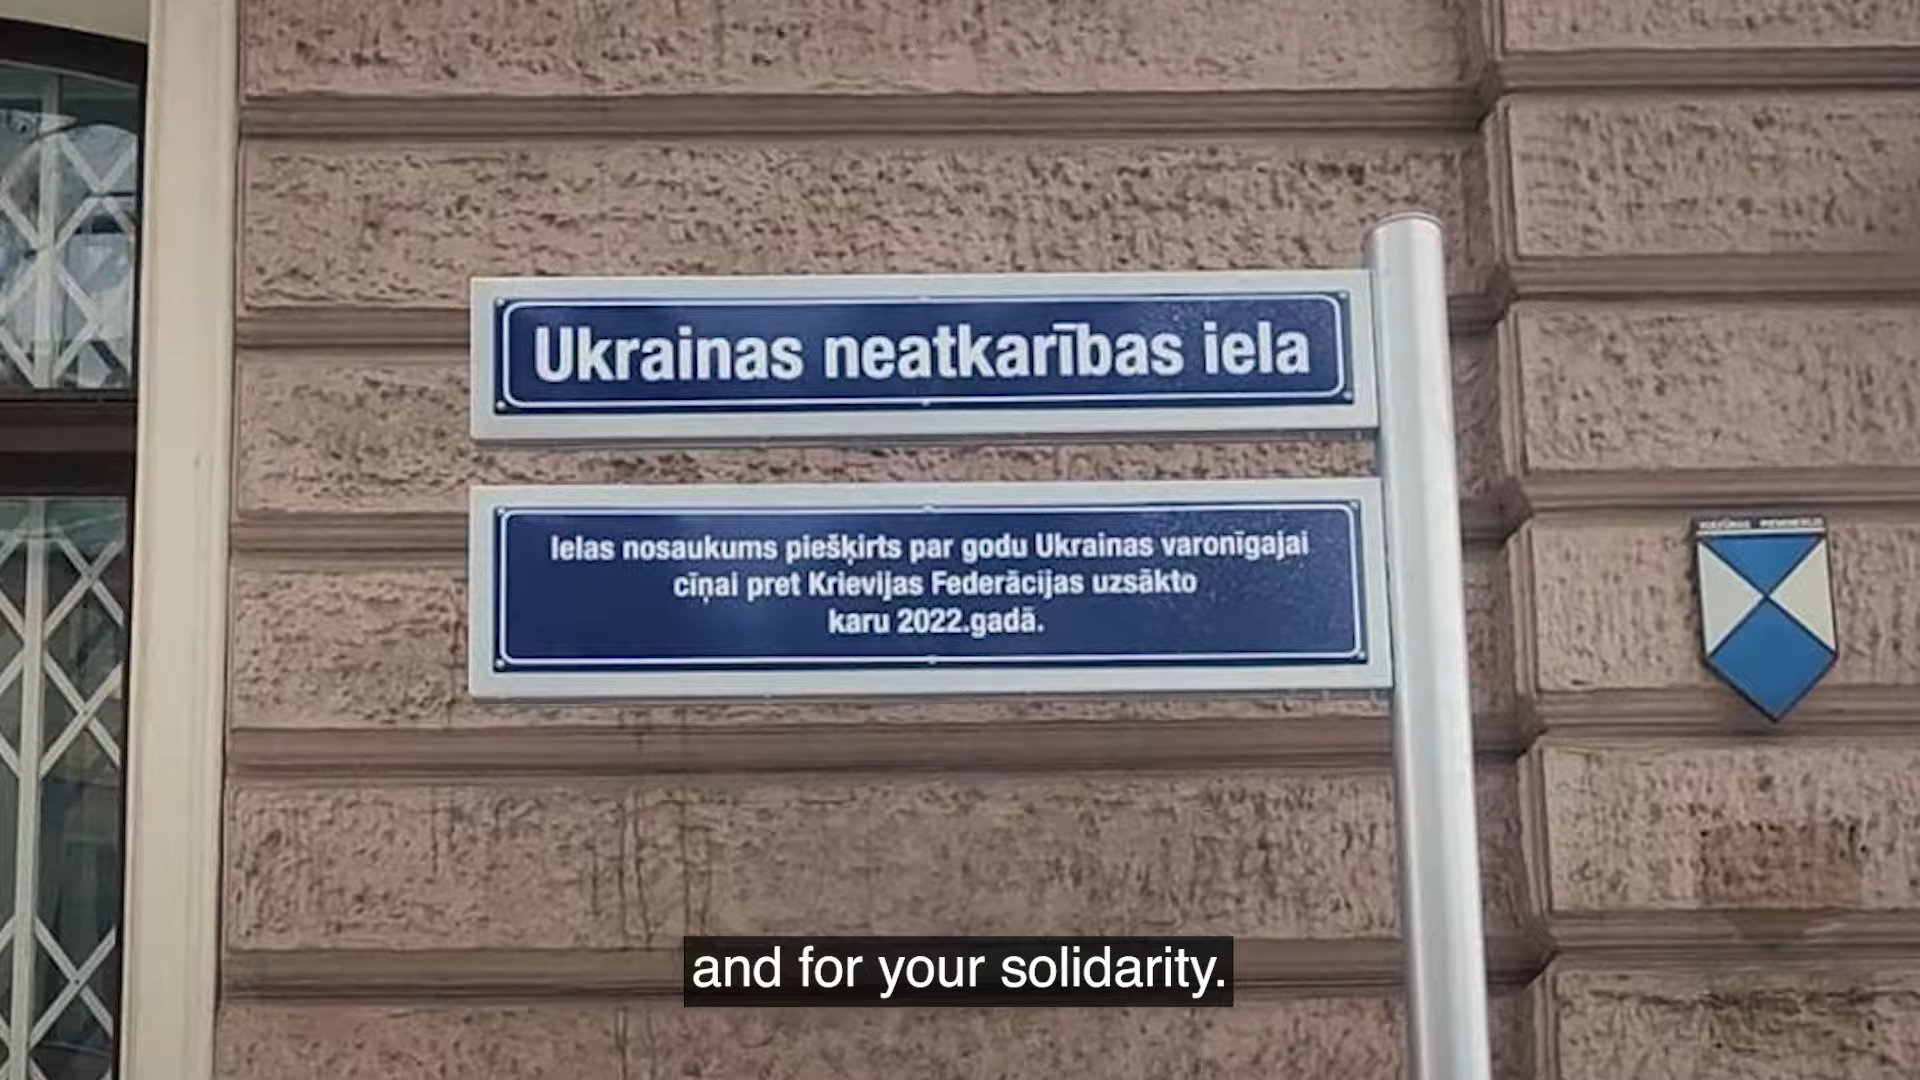 Ukrainas neatkarības iela
Ielas nosaukums piešķirts par godu Ukrainas varonīgajai
cīņai pret Krievijas Federācijas uzsākto
karu 2022.gadā.
and for your solidarity.